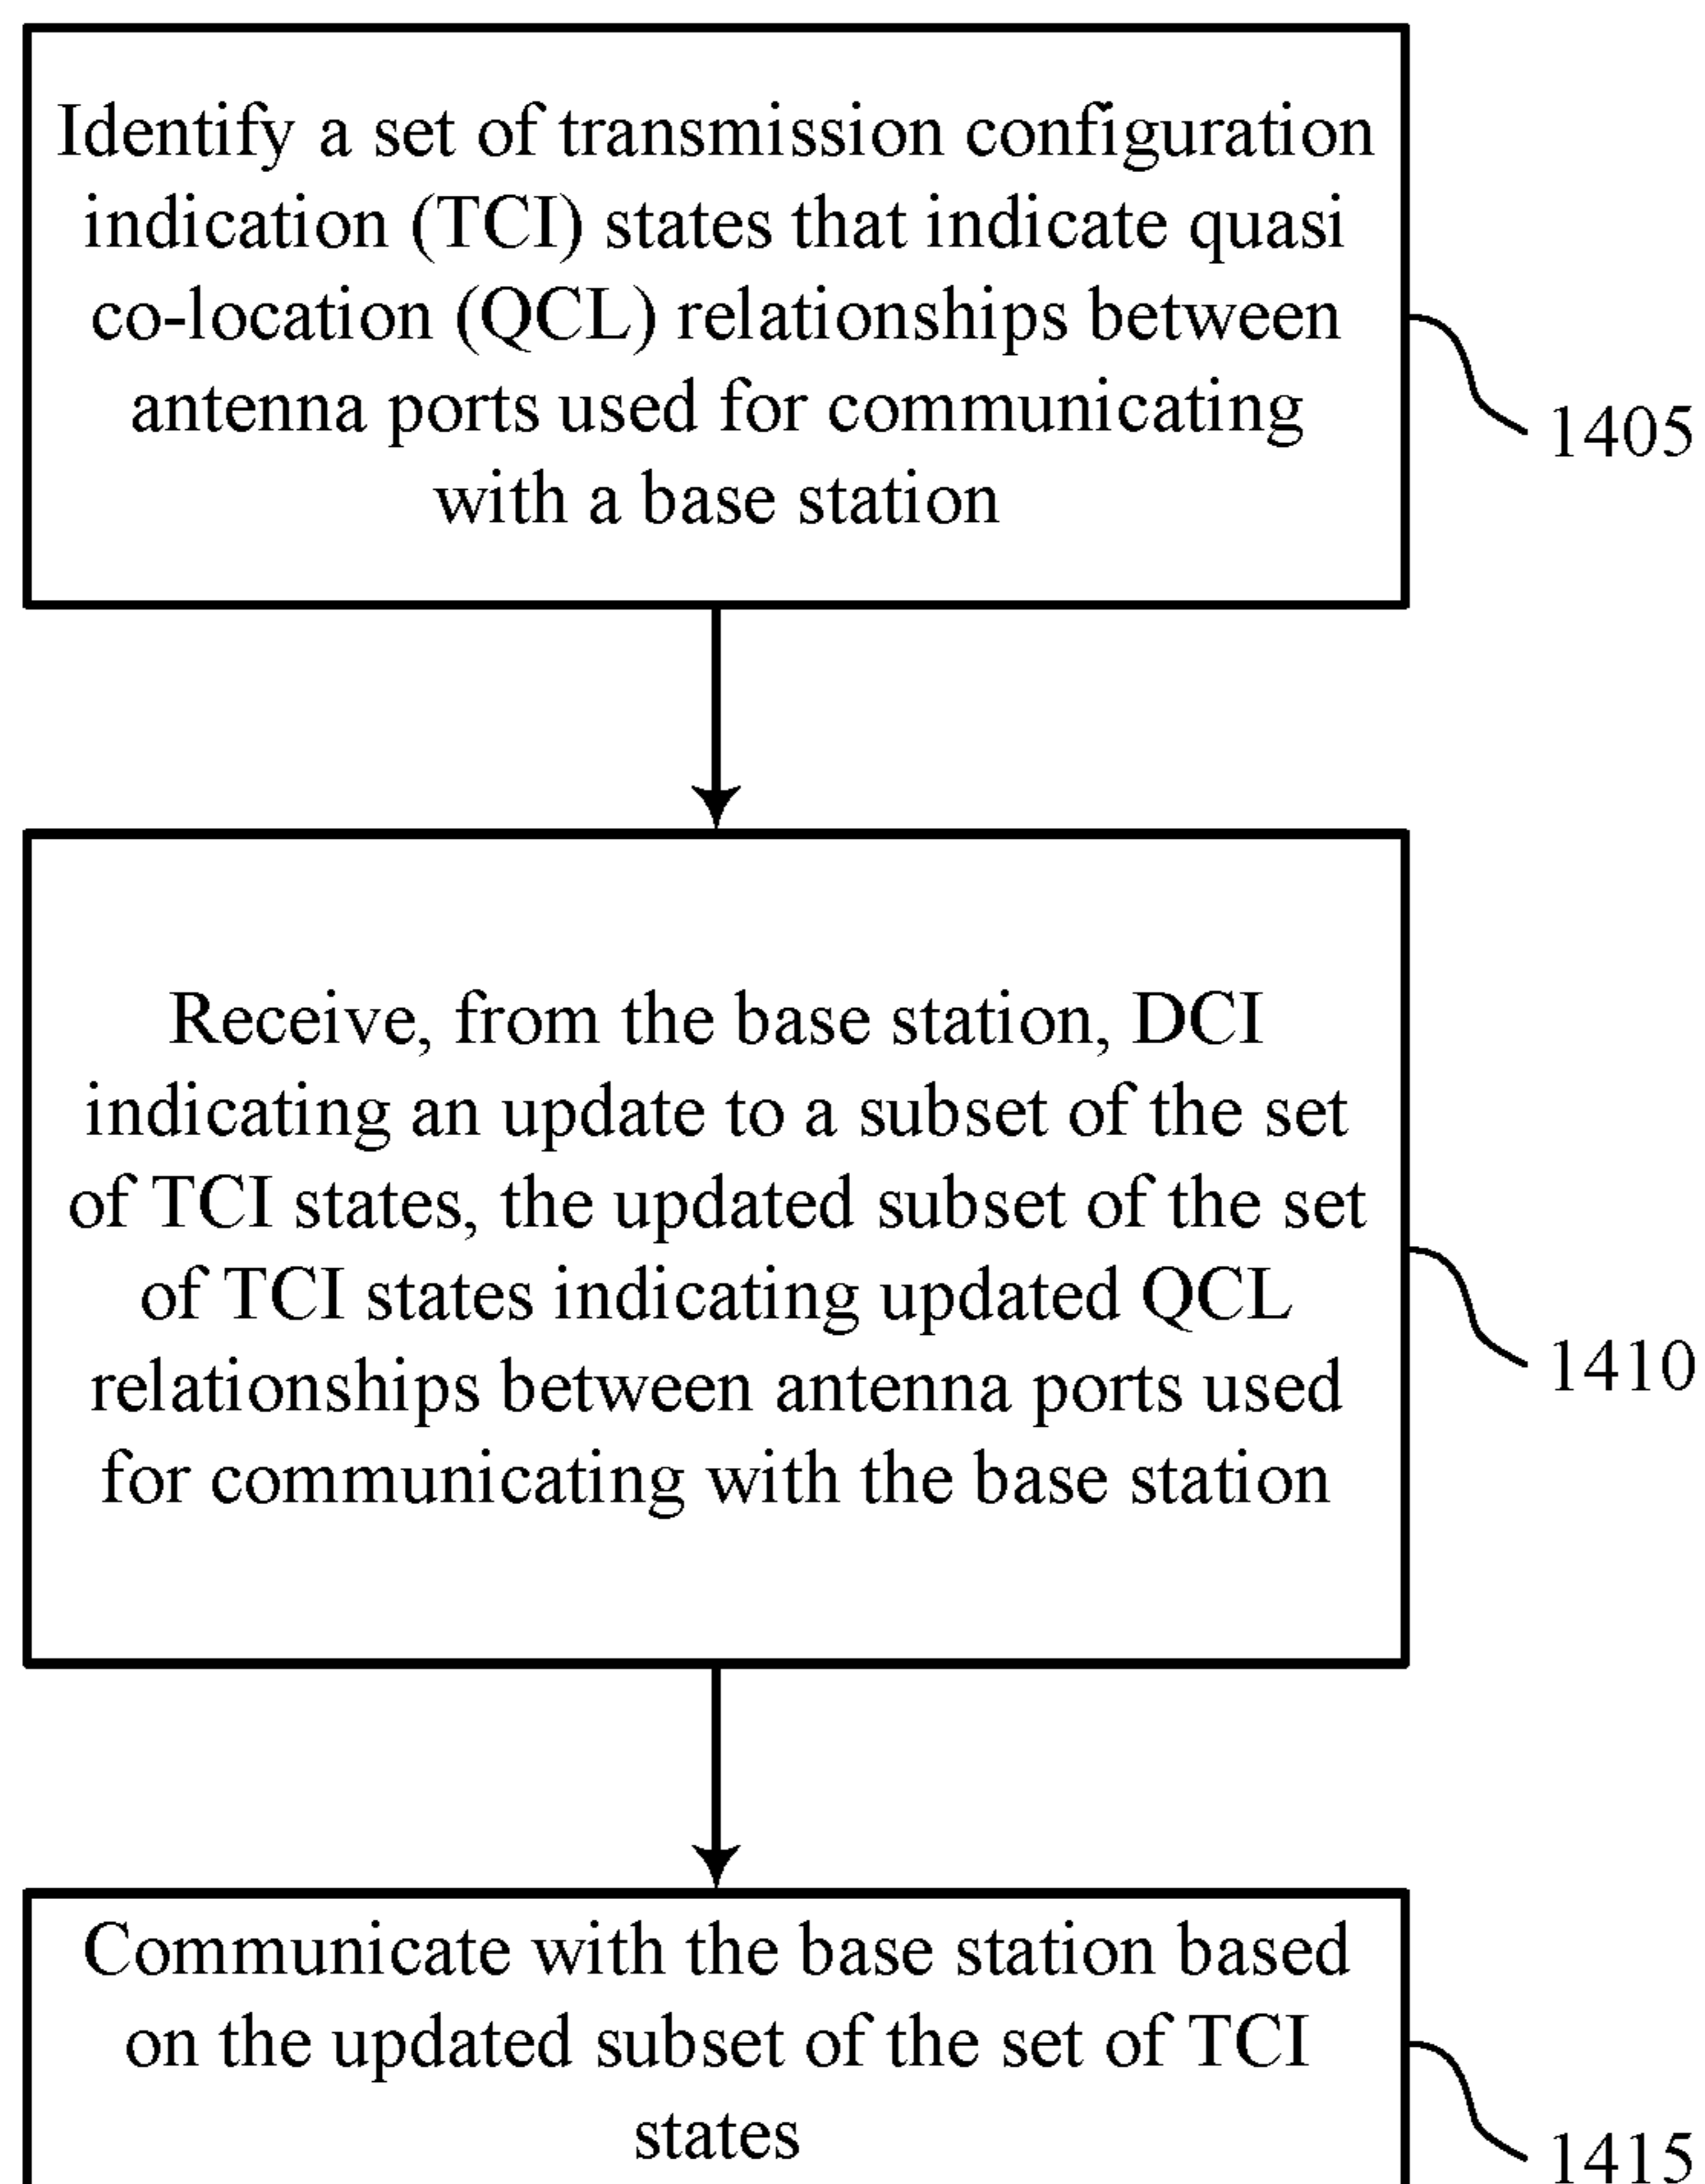 Identify a set of transmission configuration
indication (TCI) states that indicate quasi
co-location (QCL) relationships between
antenna ports used for communicating
with a base station
1405
Receive, from the base station, DCI
indicating an update to a subset of the set
of TCI states, the updated subset of the set
of TCI states indicating updated QCL
relationships between antenna ports used
for communicating with the base station
1410
Communicate with the base station based
on the updated subset of the set of TCI
states
1415